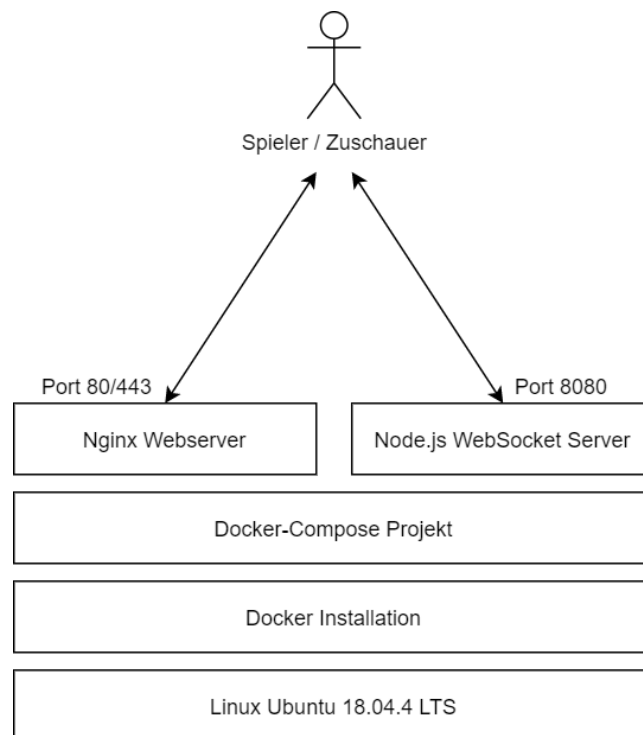 Spieler / Zuschauer
Port 80/443
Port 8080
Nginx Webserver
Node.js WebSocket Server
Docker-Compose Projekt
Docker Installation
Linux Ubuntu 18.04.4 LTS